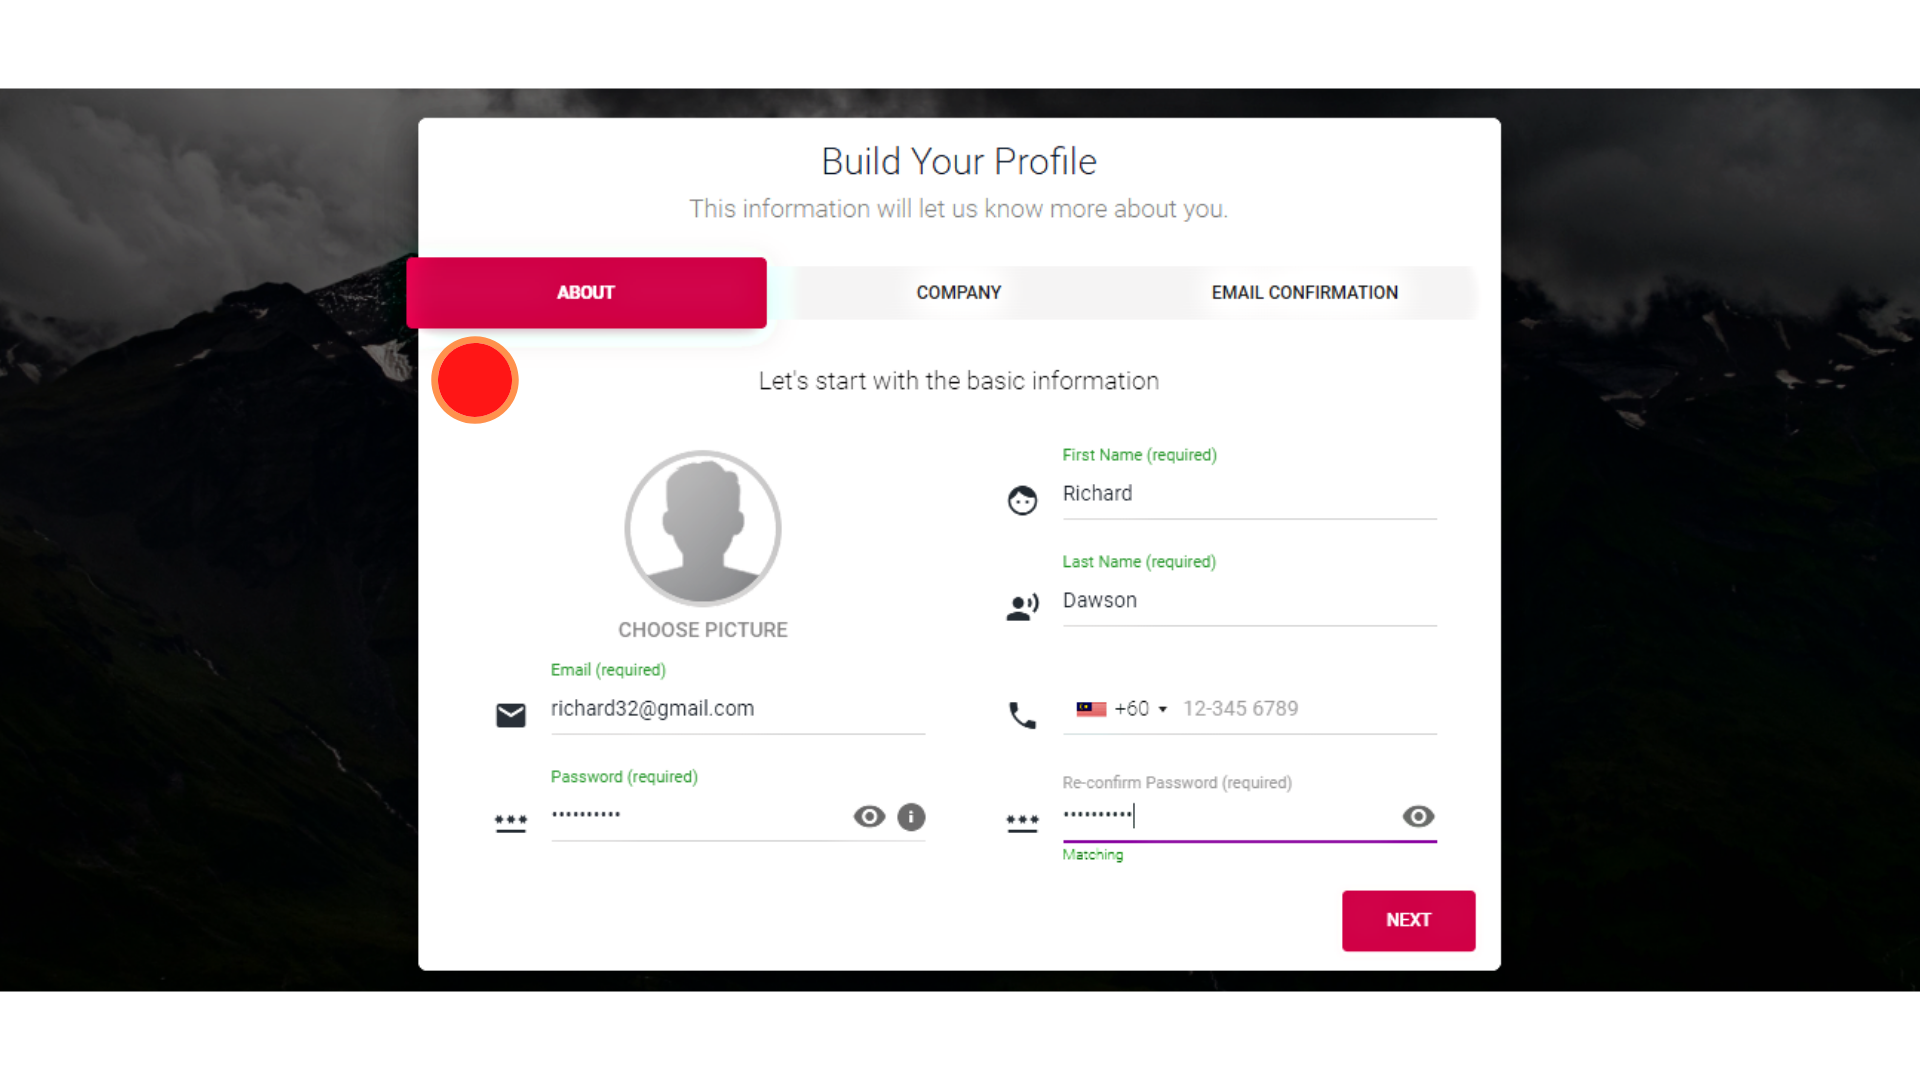 Build Your Profile
This information will let us know more about you.
ABOUT
COMPANY
EMAIL CONFIRMATION
Let's start with the basic information
First Name (required)
Richard
Last Name (required)
Dawson
CHOOSE PICTURE
Email (required)
richard32@gmail.com
+60 12-345 6789
Password (required)
••••••••••
Re-confirm Password (required)
••••••••••
Matching
NEXT